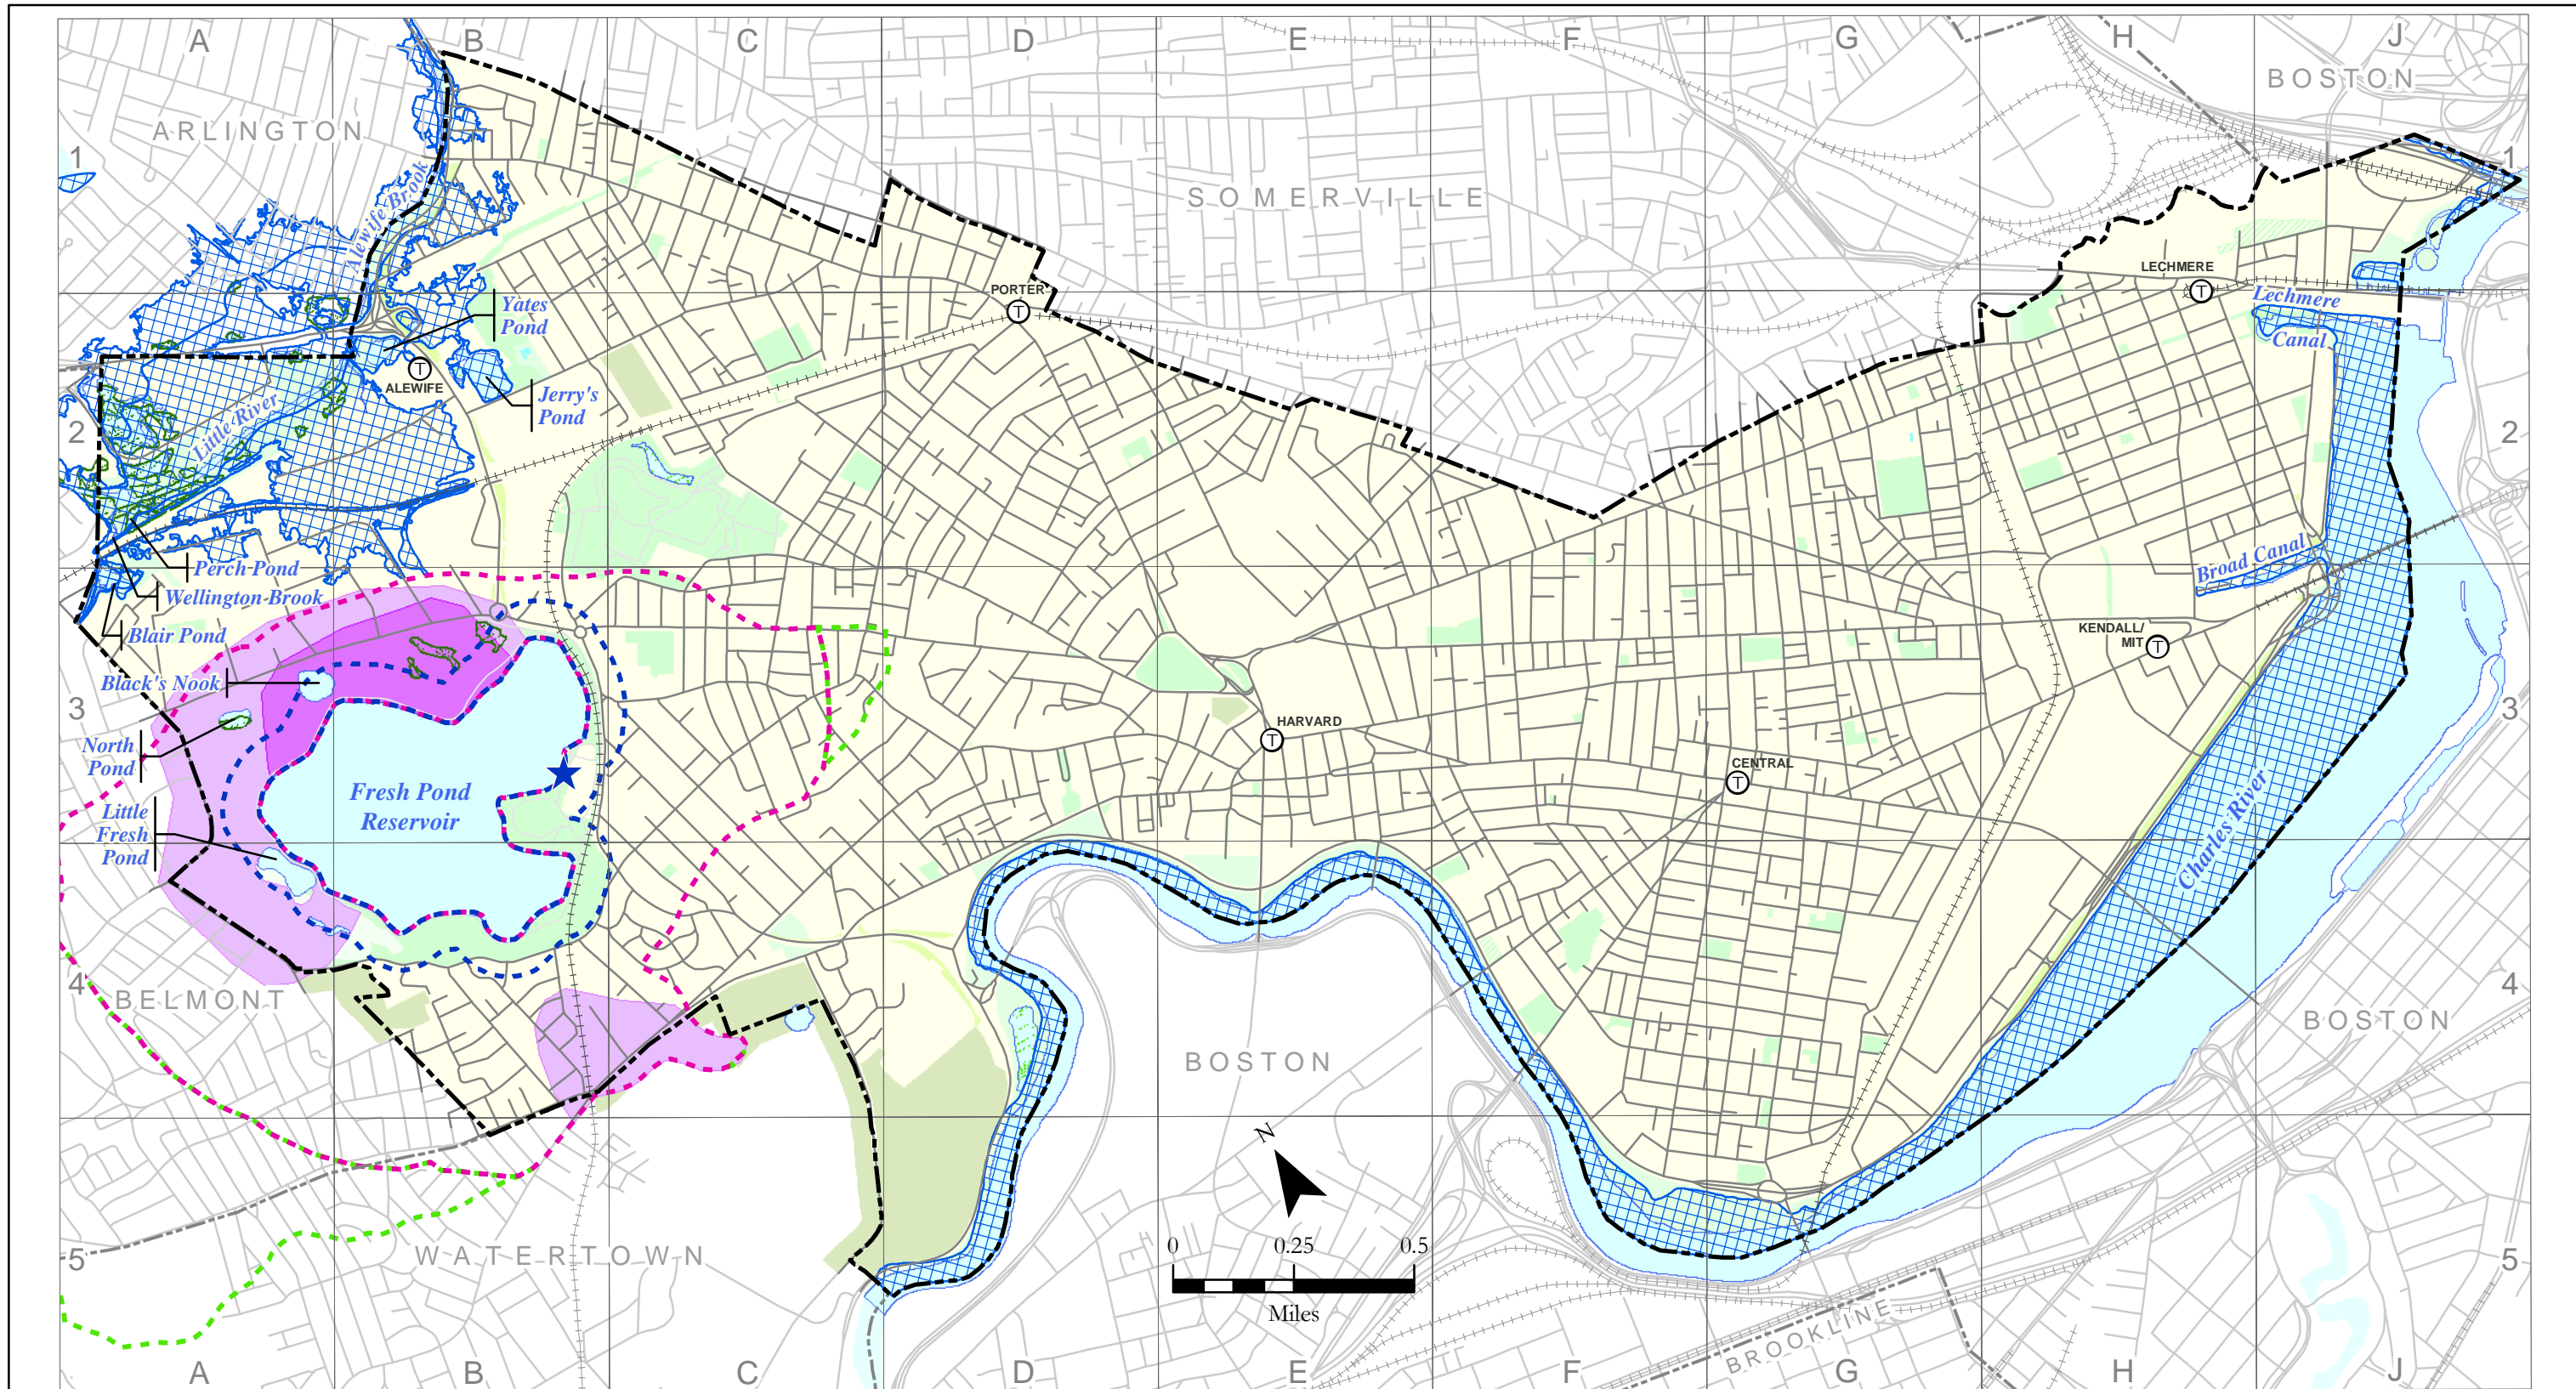 A B C D E F G H J
BOSTON
ARLINGTON
1
1
Alewife Brook
SOMERVILLE
LECHMERE
T
PORTER
T
Lechmere
Canal
Yates
Pond
T
ALEWIFE
Jerry's
Pond
2
2
Little River
Broad Canal
Perch Pond
Wellington Brook
Blair Pond
KENDALL/
MIT
T
Black's Nook
3
3
HARVARD
T
North
Pond
CENTRAL
T
Fresh Pond
Reservoir
Little
Fresh
Pond
Charles River
4
4
BELMONT
BOSTON
BOSTON
N
WATERTOWN
5
5
0 0.25 0.5
Miles
BROOKLINE
A B C D E F G H J